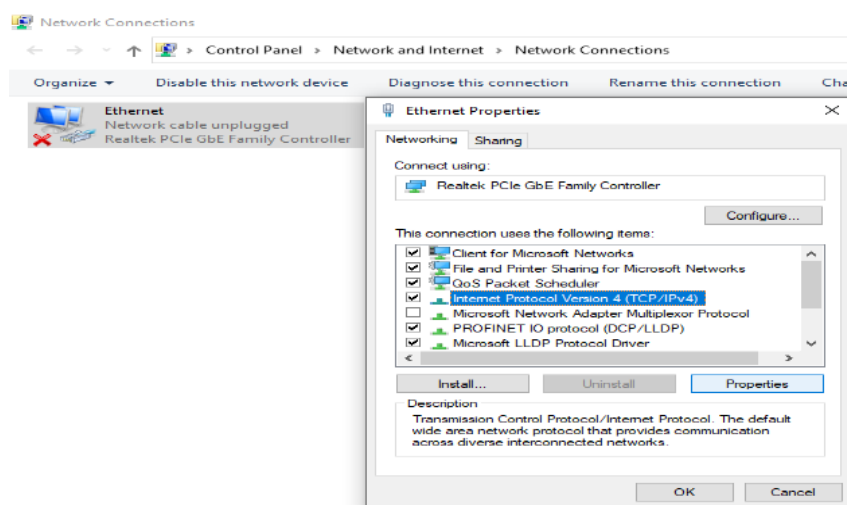 Network Connections
Control Panel > Network and Internet > Network Connections
Organize Disable this network device Diagnose this connection Rename this connection Cha
Ethernet
Network cable unplugged
Realtek PCIe GbE Family Controller
Ethernet Properties
Networking Sharing
Connect using:
Realtek PCIe GbE Family Controller
Configure...
This connection uses the following items:
Client for Microsoft Networks
File and Printer Sharing for Microsoft Networks
QoS Packet Scheduler
Internet Protocol Version 4 (TCP/IPv4)
Microsoft Network Adapter Multiplexor Protocol
PROFINET IO protocol (DCP/LLDP)
Microsoft LLDP Protocol Driver
Install... Uninstall Properties
Description
Transmission Control Protocol/Internet Protocol. The default
wide area network protocol that provides communication
across diverse interconnected networks.
OK Cancel